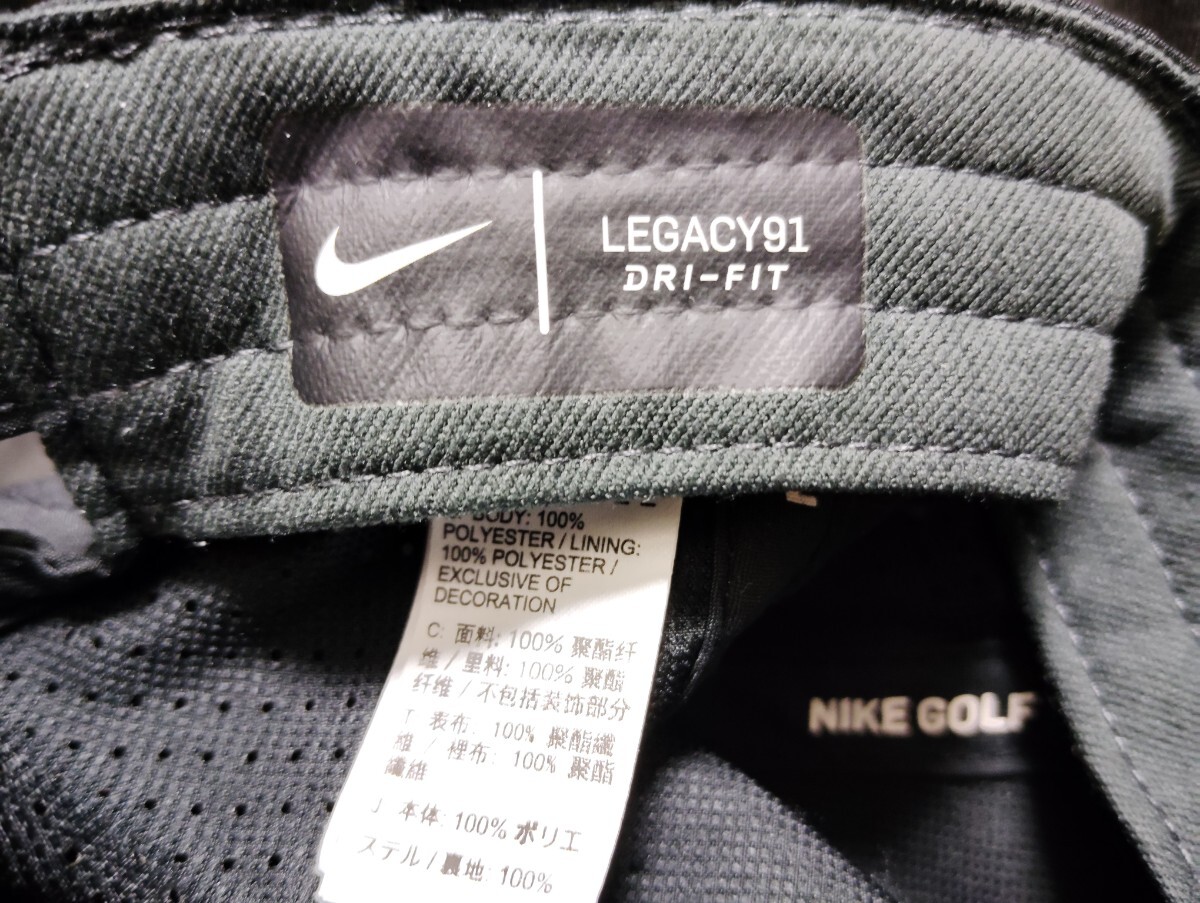 LEGACY91
DRI-FIT
BODY: 100%
POLYESTER / LINING:
100% POLYESTER /
EXCLUSIVE OF
DECORATION
C: 面料: 100% 聚酯纤
维 / 里料: 100% 聚酯
纤维 / 不包括装饰部分
T 表布: 100% 聚酯纖
維 / 裡布: 100% 聚酯
纖維
J 本体: 100% ポリエ
ステル / 裏地: 100%
NIKE GOLF